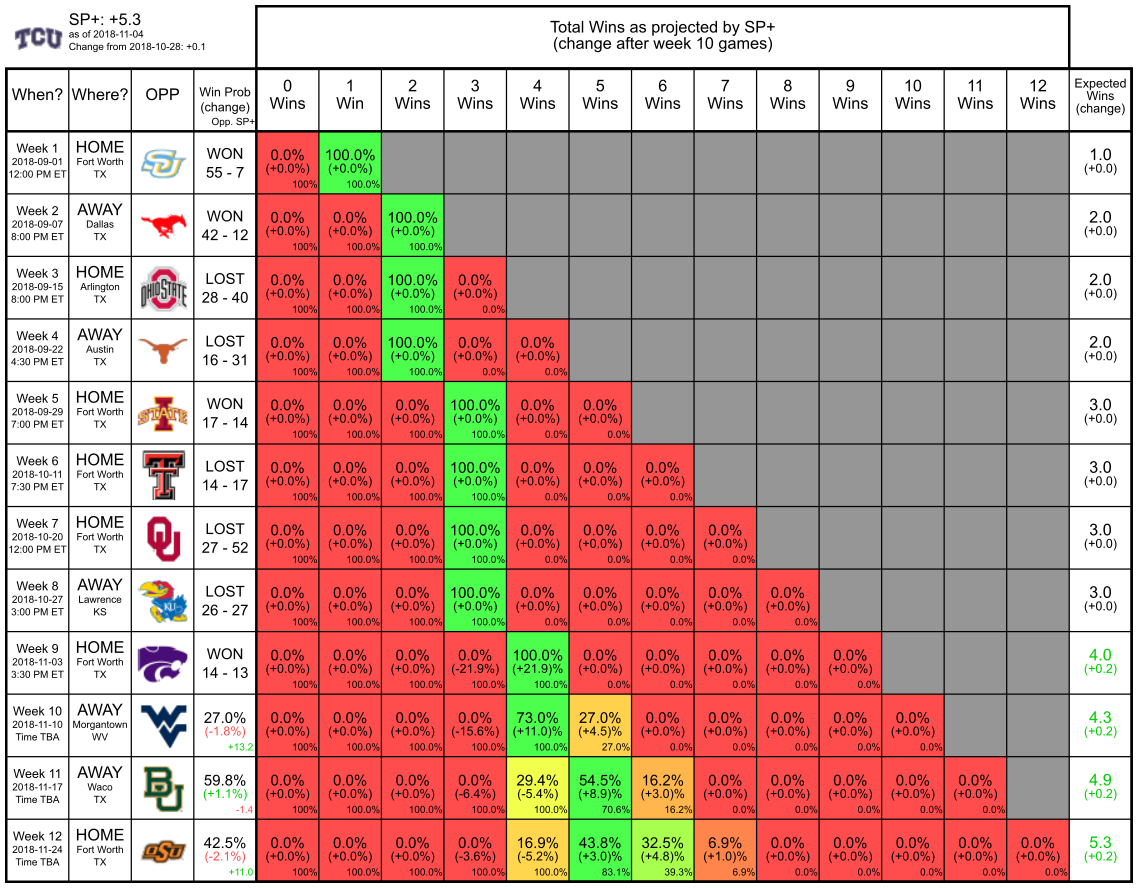 TCU
SP+: +5.3
as of 2018-11-04
Change from 2018-10-28: +0.1
Total Wins as projected by SP+
(change after week 10 games)
When? Where? OPP Win Prob (change) Opp. SP+ 0 Wins 1 Win 2 Wins 3 Wins 4 Wins 5 Wins 6 Wins 7 Wins 8 Wins 9 Wins 10 Wins 11 Wins 12 Wins Expected Wins (change)
Week 1 HOME WON 0.0% 100.0% 1.0
2018-09-01 Fort Worth SJ 55 - 7 (+0.0%) (+0.0%) (+0.0)
12:00 PM ET TX 100% 100.0%
Week 2 AWAY WON 0.0% 0.0% 100.0% 2.0
2018-09-07 Dallas 42 - 12 (+0.0%) (+0.0%) (+0.0%) (+0.0)
8:00 PM ET TX 100% 100.0% 100.0%
Week 3 HOME LOST 0.0% 0.0% 100.0% 0.0% 2.0
2018-09-15 Arlington OHIO STATE 28 - 40 (+0.0%) (+0.0%) (+0.0%) (+0.0%) (+0.0)
8:00 PM ET TX 100% 100.0% 100.0% 0.0%
Week 4 AWAY LOST 0.0% 0.0% 100.0% 0.0% 0.0% 2.0
2018-09-22 Austin 16 - 31 (+0.0%) (+0.0%) (+0.0%) (+0.0%) (+0.0%) (+0.0)
4:30 PM ET TX 100% 100.0% 100.0% 0.0% 0.0%
Week 5 HOME WON 0.0% 0.0% 0.0% 100.0% 0.0% 0.0% 3.0
2018-09-29 Fort Worth I STATE 17 - 14 (+0.0%) (+0.0%) (+0.0%) (+0.0%) (+0.0%) (+0.0%) (+0.0)
7:00 PM ET TX 100% 100.0% 100.0% 100.0% 0.0% 0.0%
Week 6 HOME LOST 0.0% 0.0% 0.0% 100.0% 0.0% 0.0% 0.0% 3.0
2018-10-11 Fort Worth T 14 - 17 (+0.0%) (+0.0%) (+0.0%) (+0.0%) (+0.0%) (+0.0%) (+0.0%) (+0.0)
7:30 PM ET TX 100% 100.0% 100.0% 100.0% 0.0% 0.0% 0.0%
Week 7 HOME LOST 0.0% 0.0% 0.0% 100.0% 0.0% 0.0% 0.0% 0.0% 3.0
2018-10-20 Fort Worth OU 27 - 52 (+0.0%) (+0.0%) (+0.0%) (+0.0%) (+0.0%) (+0.0%) (+0.0%) (+0.0%) (+0.0)
12:00 PM ET TX 100% 100.0% 100.0% 100.0% 0.0% 0.0% 0.0% 0.0%
Week 8 AWAY LOST 0.0% 0.0% 0.0% 100.0% 0.0% 0.0% 0.0% 0.0% 0.0% 3.0
2018-10-27 Lawrence KU 26 - 27 (+0.0%) (+0.0%) (+0.0%) (+0.0%) (+0.0%) (+0.0%) (+0.0%) (+0.0%) (+0.0%) (+0.0)
3:00 PM ET KS 100% 100.0% 100.0% 100.0% 0.0% 0.0% 0.0% 0.0% 0.0%
Week 9 HOME WON 0.0% 0.0% 0.0% 0.0% 100.0% 0.0% 0.0% 0.0% 0.0% 0.0% 4.0
2018-11-03 Fort Worth 14 - 13 (+0.0%) (+0.0%) (+0.0%) (-21.9%) (+21.9)% (+0.0%) (+0.0%) (+0.0%) (+0.0%) (+0.0%) (+0.2)
3:30 PM ET TX 100% 100.0% 100.0% 100.0% 100.0% 0.0% 0.0% 0.0% 0.0% 0.0%
Week 10 AWAY 27.0% 0.0% 0.0% 0.0% 0.0% 73.0% 27.0% 0.0% 0.0% 0.0% 0.0% 0.0% 4.3
2018-11-10 Morgantown WV (-1.8%) (+0.0%) (+0.0%) (+0.0%) (-15.6%) (+11.0)% (+4.5)% (+0.0%) (+0.0%) (+0.0%) (+0.0%) (+0.0%) (+0.2)
Time TBA WV +13.2 100% 100.0% 100.0% 100.0% 100.0% 27.0% 0.0% 0.0% 0.0% 0.0% 0.0%
Week 11 AWAY 59.8% 0.0% 0.0% 0.0% 0.0% 29.4% 54.5% 16.2% 0.0% 0.0% 0.0% 0.0% 0.0% 4.9
2018-11-17 Waco BU (+1.1%) (+0.0%) (+0.0%) (+0.0%) (-6.4%) (-5.4%) (+8.9)% (+3.0)% (+0.0%) (+0.0%) (+0.0%) (+0.0%) (+0.0%) (+0.2)
Time TBA TX -1.4 100% 100.0% 100.0% 100.0% 100.0% 70.6% 16.2% 0.0% 0.0% 0.0% 0.0% 0.0%
Week 12 HOME 42.5% 0.0% 0.0% 0.0% 0.0% 16.9% 43.8% 32.5% 6.9% 0.0% 0.0% 0.0% 0.0% 0.0% 5.3
2018-11-24 Fort Worth OSU (-2.1%) (+0.0%) (+0.0%) (+0.0%) (-3.6%) (-5.2%) (+3.0)% (+4.8)% (+1.0)% (+0.0%) (+0.0%) (+0.0%) (+0.0%) (+0.0%) (+0.2)
Time TBA TX +11.0 100% 100.0% 100.0% 100.0% 100.0% 83.1% 39.3% 6.9% 0.0% 0.0% 0.0% 0.0% 0.0%